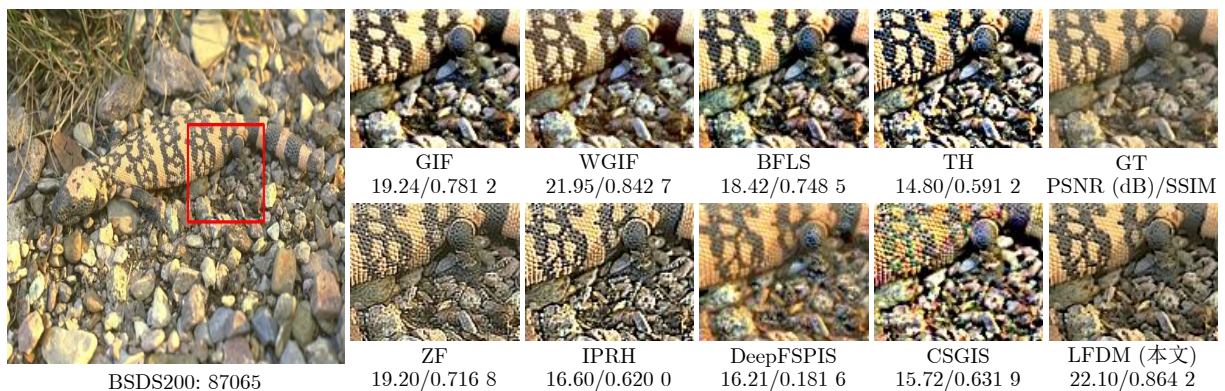 GIF
WGIF
BFLS
TH
GT
19.24/0.781 2
21.95/0.842 7
18.42/0.748 5
14.80/0.591 2
PSNR (dB)/SSIM
ZF
IPRH
DeepFSPIS
CSGIS
LFDM (本文)
BSDS200: 87065
19.20/0.716 8
16.60/0.620 0
16.21/0.181 6
15.72/0.631 9
22.10/0.864 2